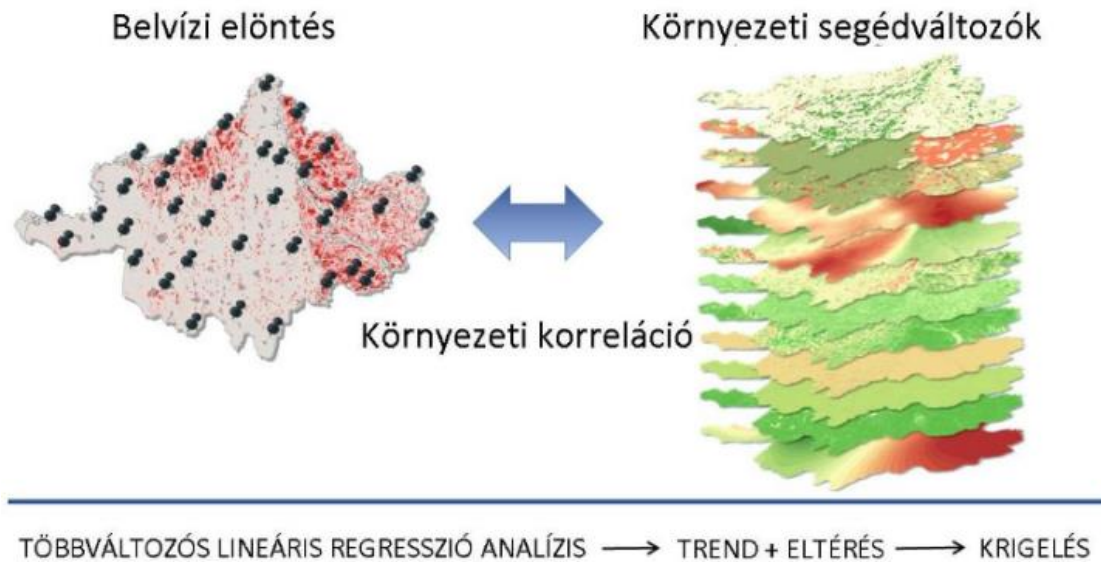 Belvízi elöntés
Környezeti segédváltozók
Környezeti korreláció
TÖBBVÁLTOZÓS LINEÁRIS REGRESSZIÓ ANALÍZIS ⟶ TREND + ELTÉRÉS ⟶ KRIGELÉS